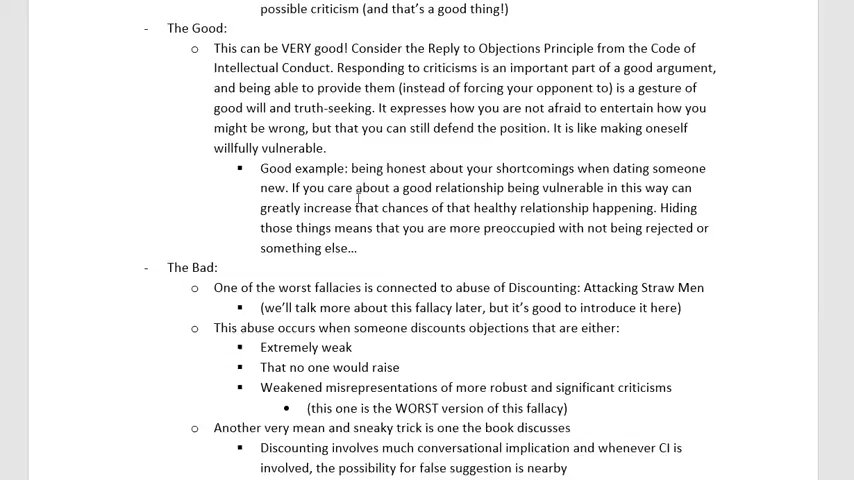 possible criticism (and that's a good thing!)
- The Good:
o This can be VERY good! Consider the Reply to Objections Principle from the Code of
Intellectual Conduct. Responding to criticisms is an important part of a good argument,
and being able to provide them (instead of forcing your opponent to) is a gesture of
good will and truth-seeking. It expresses how you are not afraid to entertain how you
might be wrong, but that you can still defend the position. It is like making oneself
willfully vulnerable.
▪ Good example: being honest about your shortcomings when dating someone
new. If you care about a good relationship being vulnerable in this way can
greatly increase that chances of that healthy relationship happening. Hiding
those things means that you are more preoccupied with not being rejected or
something else…
- The Bad:
o One of the worst fallacies is connected to abuse of Discounting: Attacking Straw Men
▪ (we'll talk more about this fallacy later, but it's good to introduce it here)
o This abuse occurs when someone discounts objections that are either:
▪ Extremely weak
▪ That no one would raise
▪ Weakened misrepresentations of more robust and significant criticisms
• (this one is the WORST version of this fallacy)
o Another very mean and sneaky trick is one the book discusses
▪ Discounting involves much conversational implication and whenever CI is
involved, the possibility for false suggestion is nearby